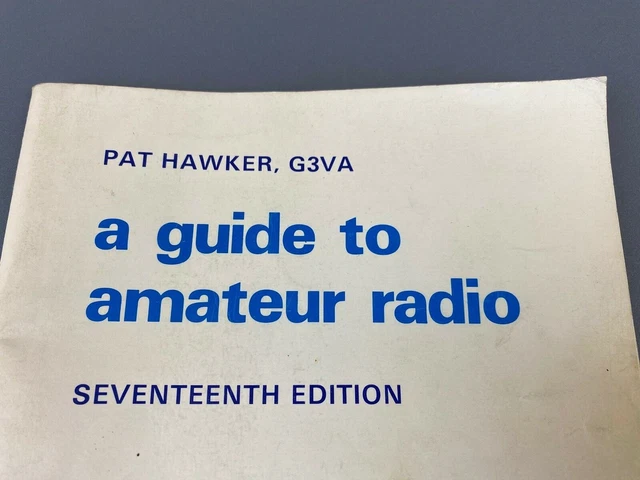 PAT HAWKER, G3VA
a guide to
amateur radio
SEVENTEENTH EDITION